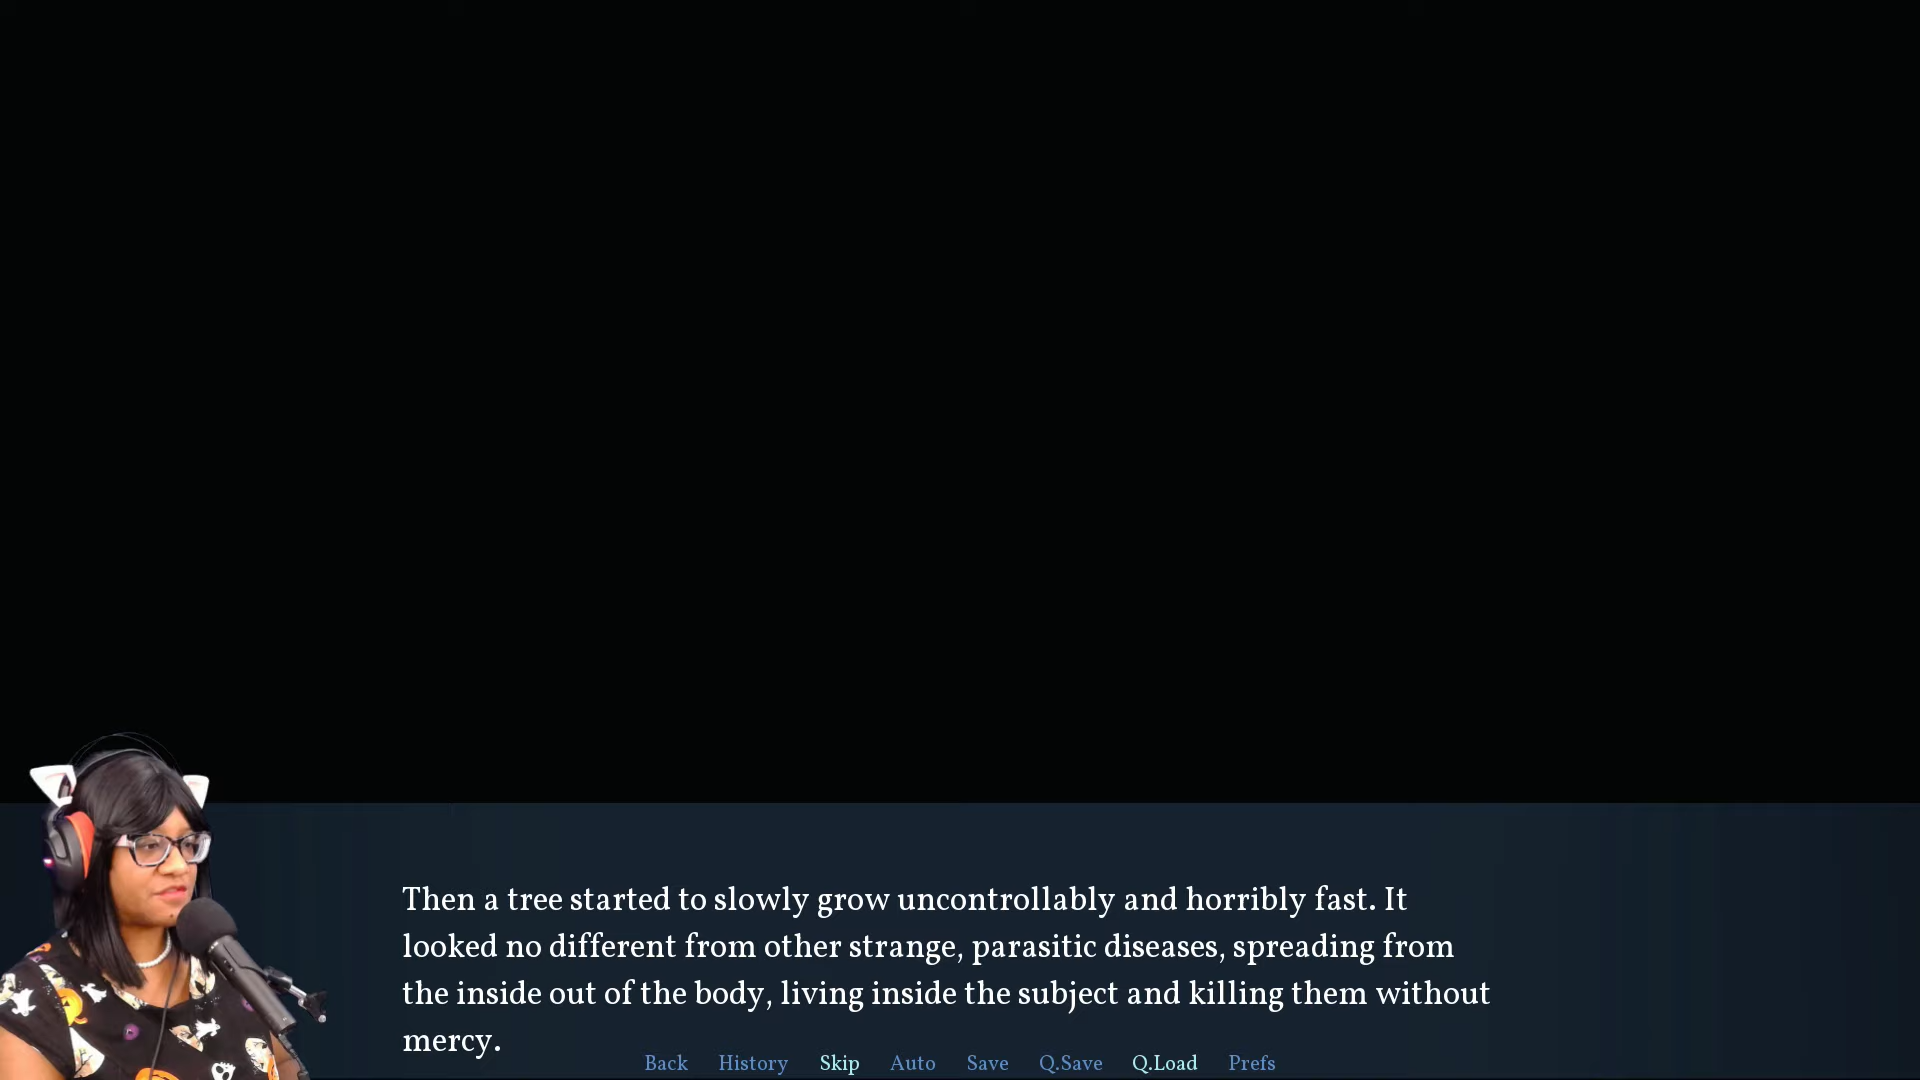 Then a tree started to slowly grow uncontrollably and horribly fast. It
looked no different from other strange, parasitic diseases, spreading from
the inside out of the body, living inside the subject and killing them without
mercy.
Back History Skip Auto Save Q.Save Q.Load Prefs